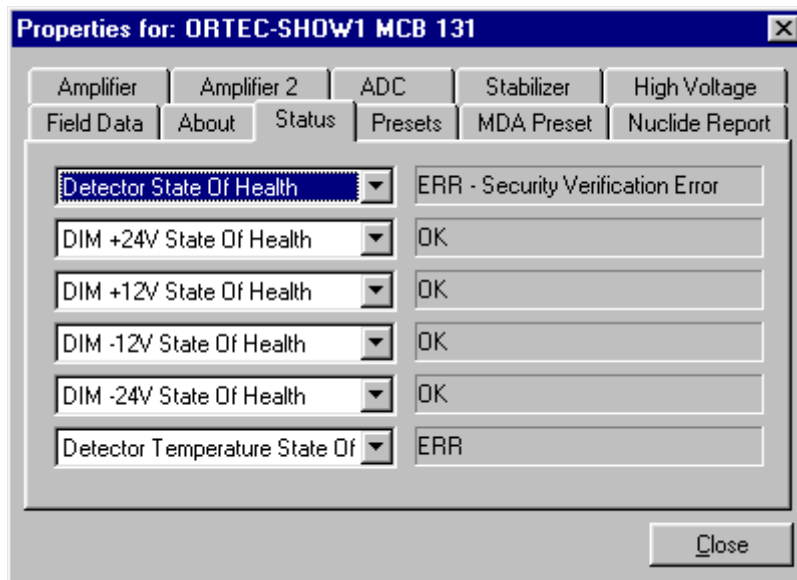 Properties for: ORTEC-SHOW1 MCB 131
Amplifier Amplifier 2 ADC Stabilizer High Voltage
Field Data About Status Presets MDA Preset Nuclide Report
Detector State Of Health ERR - Security Verification Error
DIM +24V State Of Health OK
DIM +12V State Of Health OK
DIM -12V State Of Health OK
DIM -24V State Of Health OK
Detector Temperature State Of ERR
Close